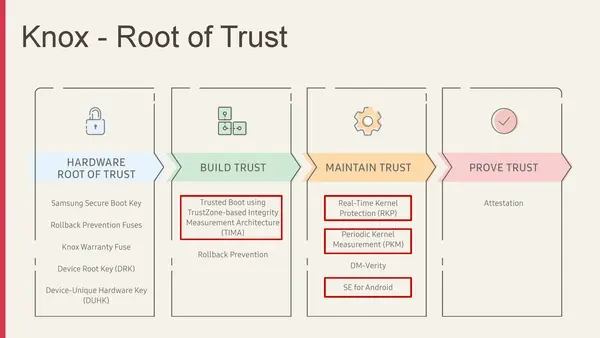 Knox - Root of Trust
HARDWARE
ROOT OF TRUST
Samsung Secure Boot Key
Rollback Prevention Fuses
Knox Warranty Fuse
Device Root Key (DRK)
Device-Unique Hardware Key
(DUHK)
BUILD TRUST
Trusted Boot using
TrustZone-based Integrity
Measurement Architecture
(TIMA)
Rollback Prevention
MAINTAIN TRUST
Real-Time Kernel
Protection (RKP)
Periodic Kernel
Measurement (PKM)
DM-Verity
SE for Android
PROVE TRUST
Attestation